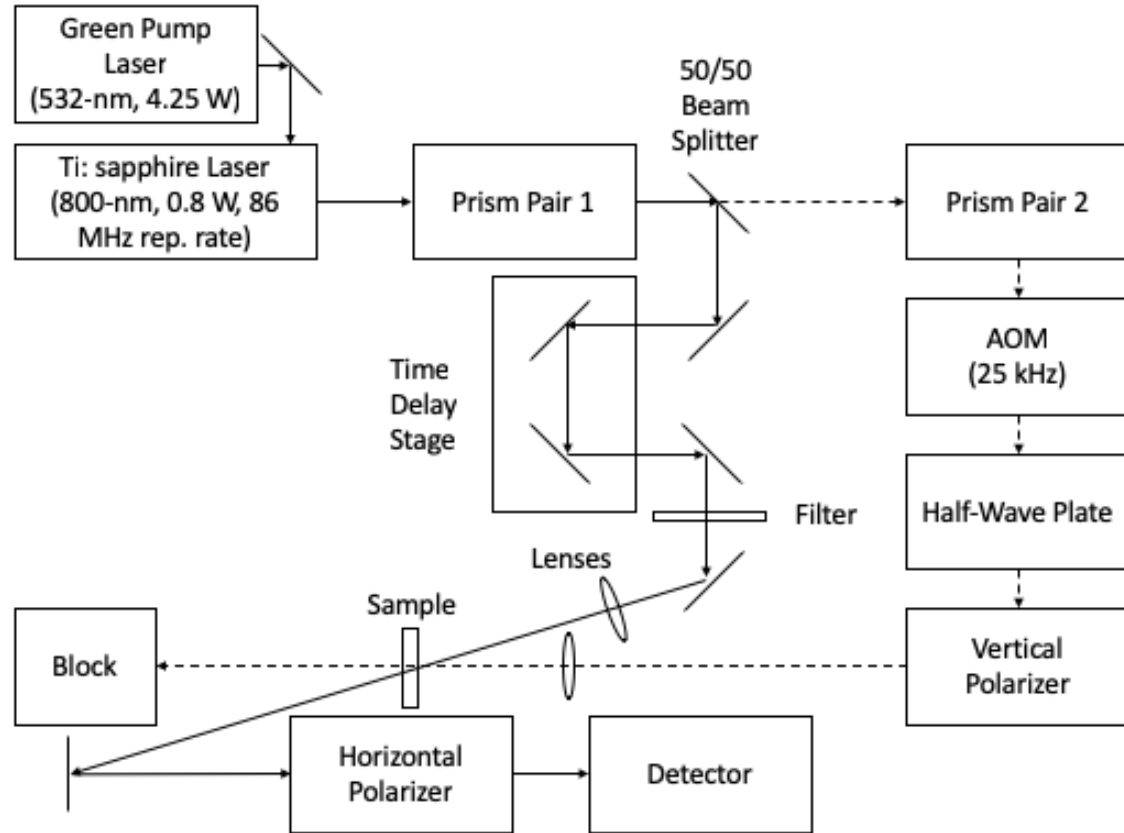 Green Pump
Laser
(532-nm, 4.25 W)
50/50
Beam
Splitter
Ti: sapphire Laser
(800-nm, 0.8 W, 86
MHz rep. rate)
Prism Pair 1
Prism Pair 2
AOM
(25 kHz)
Time
Delay
Stage
Filter
Half-Wave Plate
Lenses
Sample
Block
Vertical
Polarizer
Horizontal
Polarizer
Detector